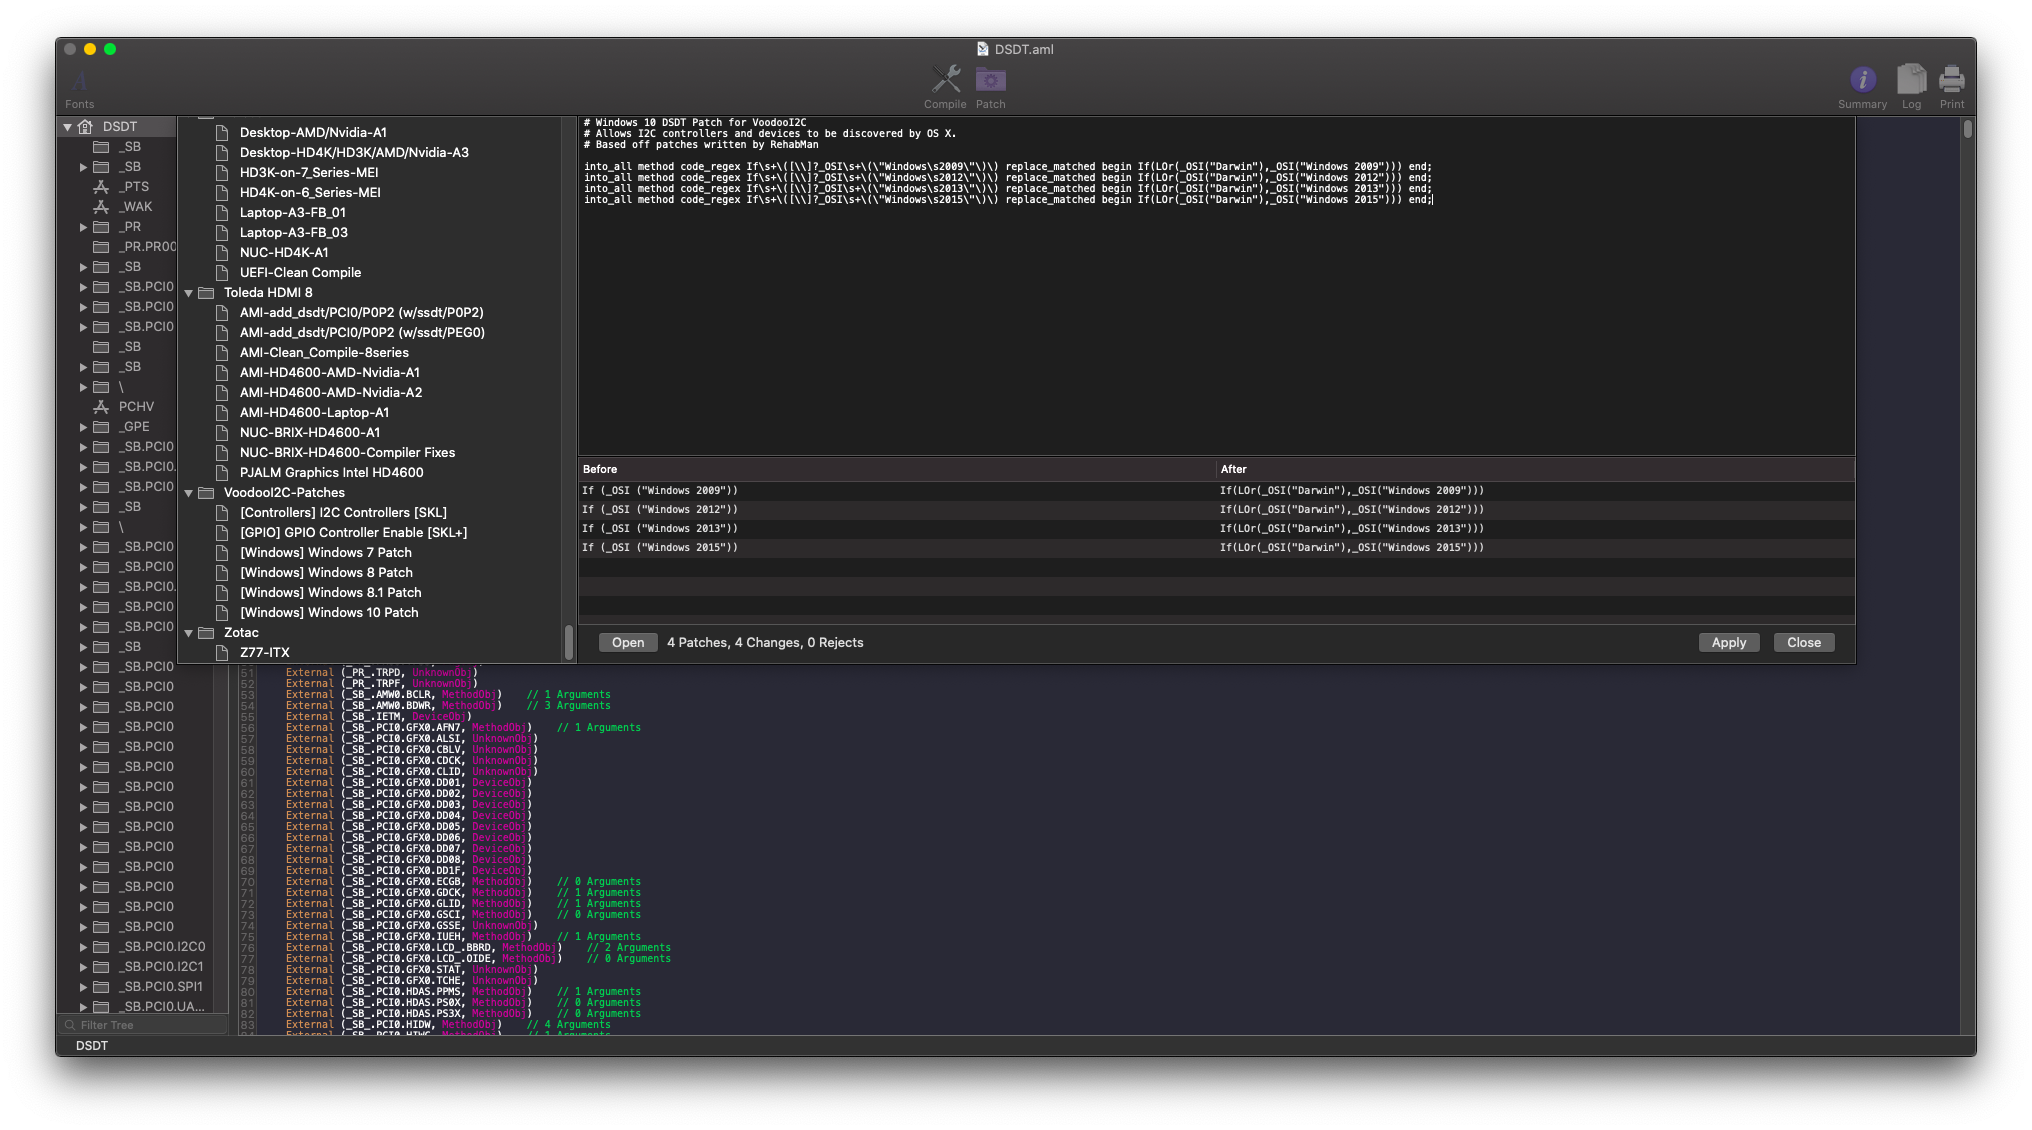 DSDT.aml
Fonts
Compile
Patch
Summary
Log
Print
DSDT
_SB
_SB
_PTS
_WAK
_PR
_PR.PR00
_SB
_SB.PCI0
_SB.PCI0
_SB.PCI0
_SB
_SB
\
PCHV
_GPE
_SB.PCI0
_SB.PCI0.
_SB.PCI0
_SB
\
_SB.PCI0
_SB.PCI0
_SB.PCI0.
_SB.PCI0
_SB.PCI0
_SB
_SB.PCI0
_SB.PCI0
_SB.PCI0
_SB.PCI0
_SB.PCI0
_SB.PCI0
_SB.PCI0
_SB.PCI0
_SB.PCI0
_SB.PCI0
_SB.PCI0
_SB.PCI0
_SB.PCI0
_SB.PCI0
_SB.PCI0.I2C0
_SB.PCI0.I2C1
_SB.PCI0.SPI1
_SB.PCI0.UA...
Filter Tree
DSDT
Desktop-AMD/Nvidia-A1
Desktop-HD4K/HD3K/AMD/Nvidia-A3
HD3K-on-7_Series-MEI
HD4K-on-6_Series-MEI
Laptop-A3-FB_01
Laptop-A3-FB_03
NUC-HD4K-A1
UEFI-Clean Compile
Toleda HDMI 8
AMI-add_dsdt/PCI0/P0P2 (w/ssdt/P0P2)
AMI-add_dsdt/PCI0/P0P2 (w/ssdt/PEG0)
AMI-Clean_Compile-8series
AMI-HD4600-AMD-Nvidia-A1
AMI-HD4600-AMD-Nvidia-A2
AMI-HD4600-Laptop-A1
NUC-BRIX-HD4600-A1
NUC-BRIX-HD4600-Compiler Fixes
PJALM Graphics Intel HD4600
VoodooI2C-Patches
[Controllers] I2C Controllers [SKL]
[GPIO] GPIO Controller Enable [SKL+]
[Windows] Windows 7 Patch
[Windows] Windows 8 Patch
[Windows] Windows 8.1 Patch
[Windows] Windows 10 Patch
Zotac
Z77-ITX
# Windows 10 DSDT Patch for VoodooI2C
# Allows I2C controllers and devices to be discovered by OS X.
# Based off patches written by RehabMan
into_all method code_regex If\s+\([\\]?_OSI\s+\(\"Windows\s2009\"\)\) replace_matched begin If(LOr(_OSI("Darwin"),_OSI("Windows 2009"))) end;
into_all method code_regex If\s+\([\\]?_OSI\s+\(\"Windows\s2012\"\)\) replace_matched begin If(LOr(_OSI("Darwin"),_OSI("Windows 2012"))) end;
into_all method code_regex If\s+\([\\]?_OSI\s+\(\"Windows\s2013\"\)\) replace_matched begin If(LOr(_OSI("Darwin"),_OSI("Windows 2013"))) end;
into_all method code_regex If\s+\([\\]?_OSI\s+\(\"Windows\s2015\"\)\) replace_matched begin If(LOr(_OSI("Darwin"),_OSI("Windows 2015"))) end;
Before After
If (_OSI ("Windows 2009")) If(LOr(_OSI("Darwin"),_OSI("Windows 2009")))
If (_OSI ("Windows 2012")) If(LOr(_OSI("Darwin"),_OSI("Windows 2012")))
If (_OSI ("Windows 2013")) If(LOr(_OSI("Darwin"),_OSI("Windows 2013")))
If (_OSI ("Windows 2015")) If(LOr(_OSI("Darwin"),_OSI("Windows 2015")))
Open 4 Patches, 4 Changes, 0 Rejects Apply Close
51 External (_PR_.TRPD, UnknownObj)
52 External (_PR_.TRPF, UnknownObj)
53 External (_SB_.AMW0.BCLR, MethodObj) // 1 Arguments
54 External (_SB_.AMW0.BDWR, MethodObj) // 3 Arguments
55 External (_SB_.IETM, DeviceObj)
56 External (_SB_.PCI0.GFX0.AFN7, MethodObj) // 1 Arguments
57 External (_SB_.PCI0.GFX0.ALSI, UnknownObj)
58 External (_SB_.PCI0.GFX0.CBLV, UnknownObj)
59 External (_SB_.PCI0.GFX0.CDCK, UnknownObj)
60 External (_SB_.PCI0.GFX0.CLID, UnknownObj)
61 External (_SB_.PCI0.GFX0.DD01, DeviceObj)
62 External (_SB_.PCI0.GFX0.DD02, DeviceObj)
63 External (_SB_.PCI0.GFX0.DD03, DeviceObj)
64 External (_SB_.PCI0.GFX0.DD04, DeviceObj)
65 External (_SB_.PCI0.GFX0.DD05, DeviceObj)
66 External (_SB_.PCI0.GFX0.DD06, DeviceObj)
67 External (_SB_.PCI0.GFX0.DD07, DeviceObj)
68 External (_SB_.PCI0.GFX0.DD08, DeviceObj)
69 External (_SB_.PCI0.GFX0.DD1F, DeviceObj)
70 External (_SB_.PCI0.GFX0.ECGB, MethodObj) // 0 Arguments
71 External (_SB_.PCI0.GFX0.GDCK, MethodObj) // 1 Arguments
72 External (_SB_.PCI0.GFX0.GLID, MethodObj) // 1 Arguments
73 External (_SB_.PCI0.GFX0.GSCI, MethodObj) // 0 Arguments
74 External (_SB_.PCI0.GFX0.GSSE, UnknownObj)
75 External (_SB_.PCI0.GFX0.IUEH, MethodObj) // 1 Arguments
76 External (_SB_.PCI0.GFX0.LCD_.BBRD, MethodObj) // 2 Arguments
77 External (_SB_.PCI0.GFX0.LCD_.OIDE, MethodObj) // 0 Arguments
78 External (_SB_.PCI0.GFX0.STAT, UnknownObj)
79 External (_SB_.PCI0.GFX0.TCHE, UnknownObj)
80 External (_SB_.PCI0.HDAS.PPMS, MethodObj) // 1 Arguments
81 External (_SB_.PCI0.HDAS.PS0X, MethodObj) // 0 Arguments
82 External (_SB_.PCI0.HDAS.PS3X, MethodObj) // 0 Arguments
83 External (_SB_.PCI0.HIDW, MethodObj) // 4 Arguments